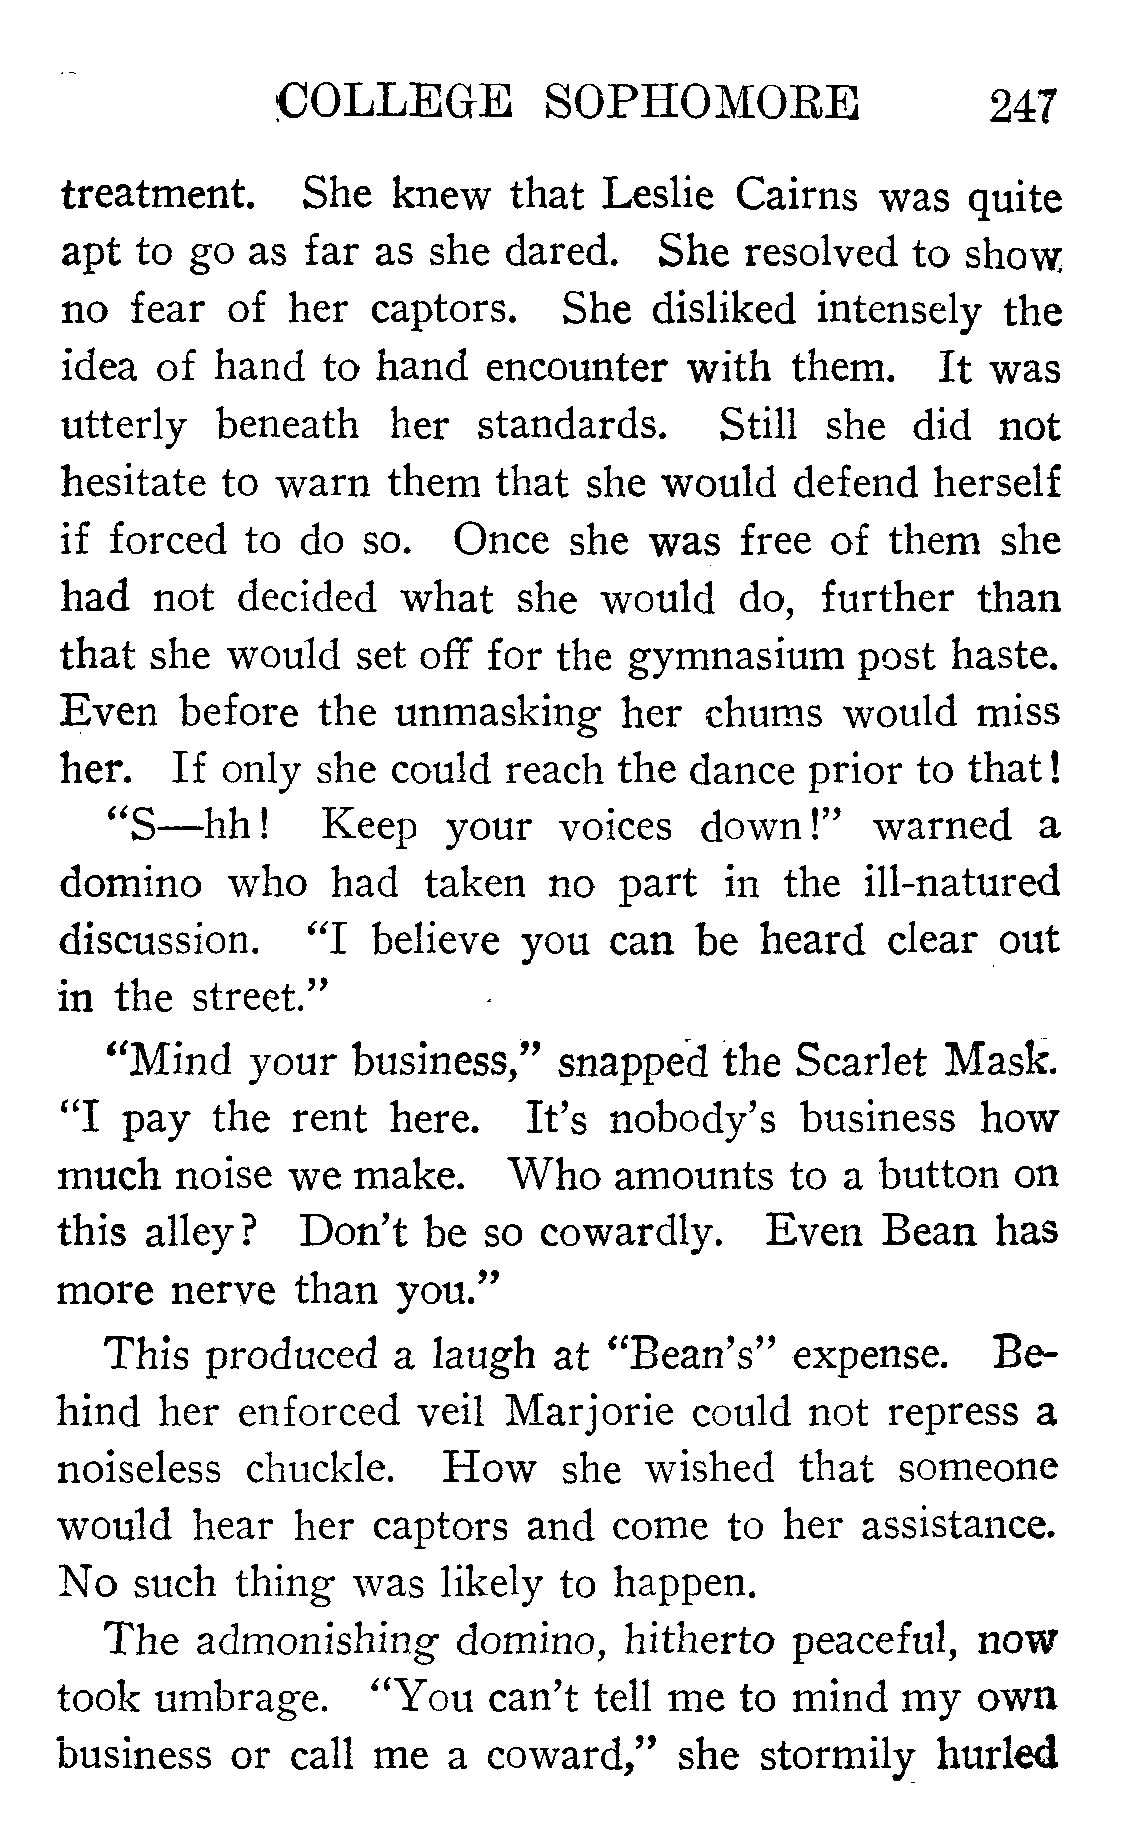 COLLEGE SOPHOMORE 247
treatment. She knew that Leslie Cairns was quite
apt to go as far as she dared. She resolved to show
no fear of her captors. She disliked intensely the
idea of hand to hand encounter with them. It was
utterly beneath her standards. Still she did not
hesitate to warn them that she would defend herself
if forced to do so. Once she was free of them she
had not decided what she would do, further than
that she would set off for the gymnasium post haste.
Even before the unmasking her chums would miss
her. If only she could reach the dance prior to that!
“S—hh! Keep your voices down!” warned a
domino who had taken no part in the ill-natured
discussion. “I believe you can be heard clear out
in the street.”
“Mind your business,” snapped the Scarlet Mask.
“I pay the rent here. It’s nobody’s business how
much noise we make. Who amounts to a button on
this alley? Don’t be so cowardly. Even Bean has
more nerve than you.”
This produced a laugh at “Bean’s” expense. Be-
hind her enforced veil Marjorie could not repress a
noiseless chuckle. How she wished that someone
would hear her captors and come to her assistance.
No such thing was likely to happen.
The admonishing domino, hitherto peaceful, now
took umbrage. “You can’t tell me to mind my own
business or call me a coward,” she stormily hurled